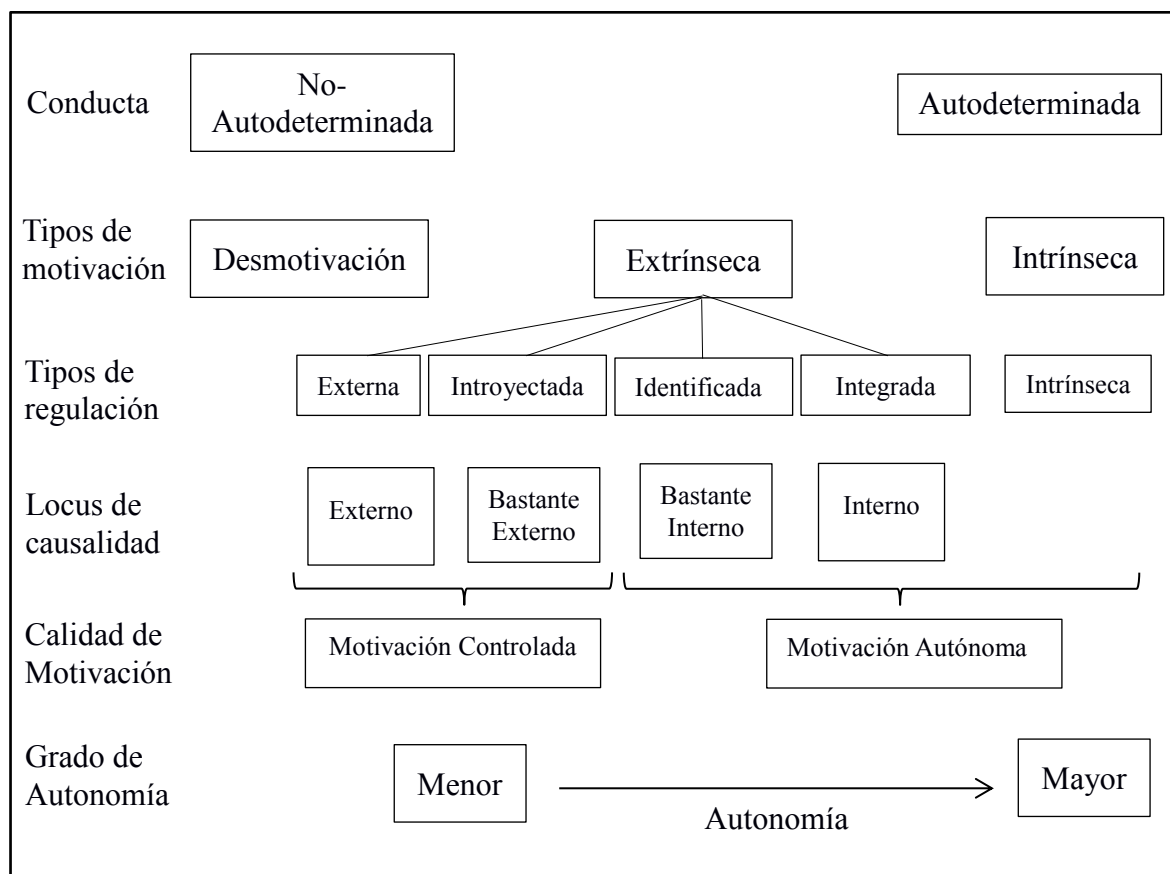 Conducta
No-
Autodeterminada
Autodeterminada
Tipos de
motivación
Desmotivación
Extrínseca
Intrínseca
Tipos de
regulación
Externa
Introyectada
Identificada
Integrada
Intrínseca
Locus de
causalidad
Externo
Bastante
Externo
Bastante
Interno
Interno
Calidad de
Motivación
Motivación Controlada
Motivación Autónoma
Grado de
Autonomía
Menor
Autonomía
Mayor